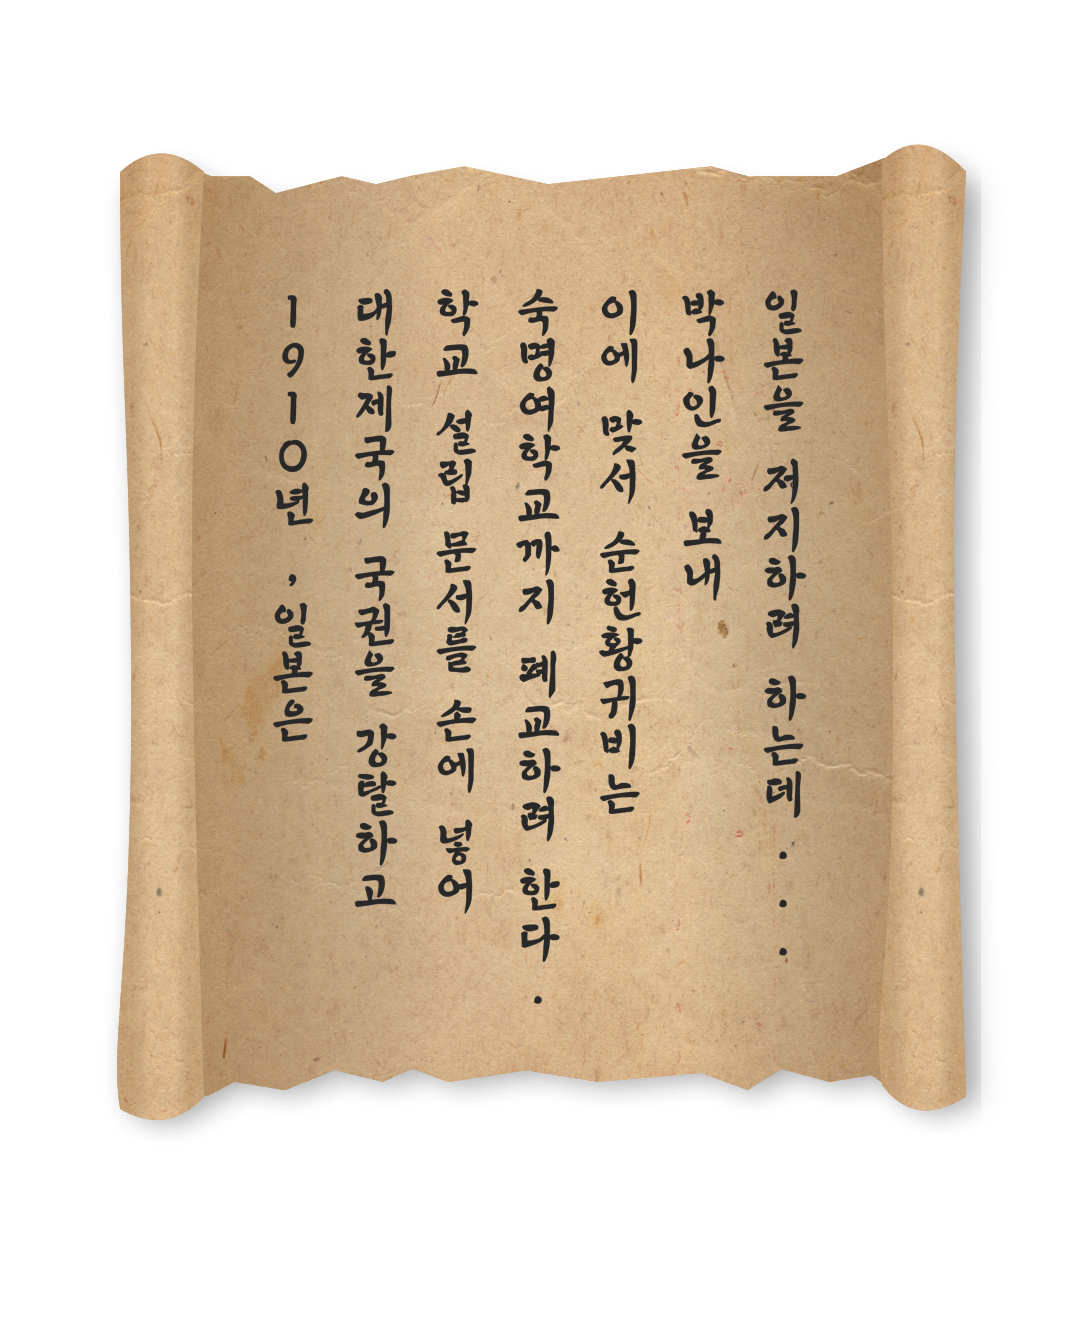 1910년, 일본은
대한제국의 국권을 강탈하고
학교 설립 문서를 손에 넣어
숙명여학교까지 폐교하려 한다.
이에 맞서 순헌황귀비는
박나인을 보내
일본을 저지하려 하는데...